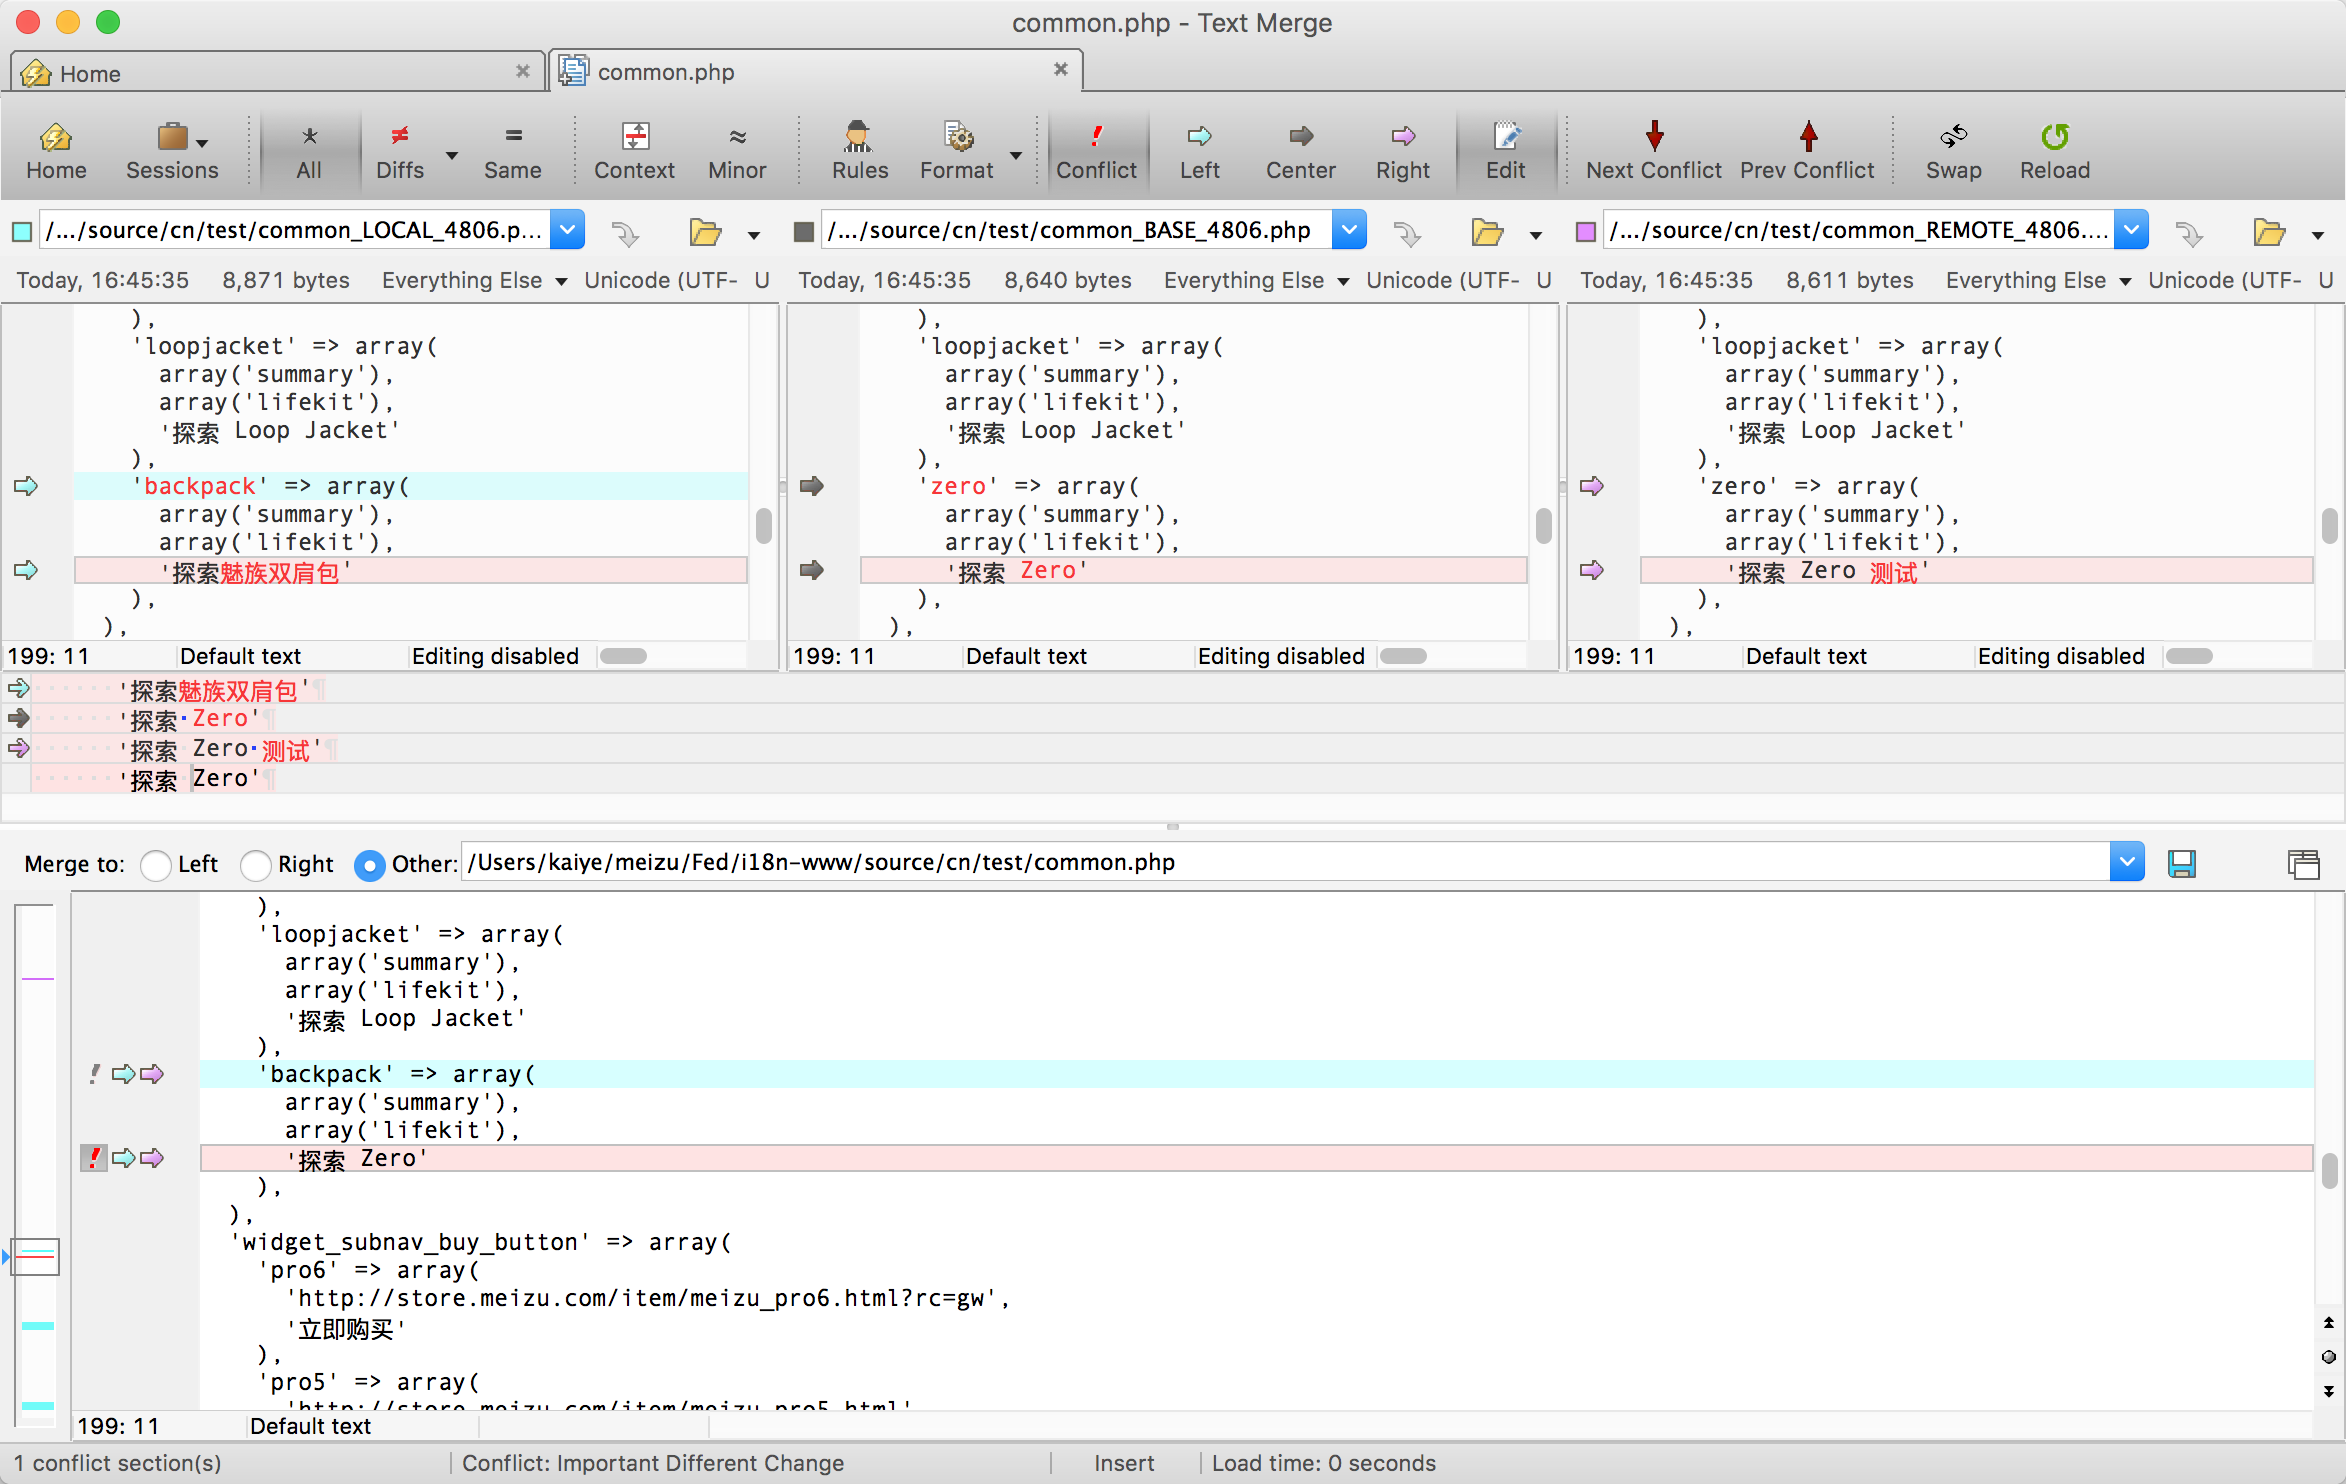 common.php - Text Merge
Home
common.php
Home Sessions All Diffs Same Context Minor Rules Format Conflict Left Center Right Edit Next Conflict Prev Conflict Swap Reload
/.../source/cn/test/common_LOCAL_4806.p...
/.../source/cn/test/common_BASE_4806.php
/.../source/cn/test/common_REMOTE_4806....
Today, 16:45:35 8,871 bytes Everything Else Unicode (UTF- U
Today, 16:45:35 8,640 bytes Everything Else Unicode (UTF- U
Today, 16:45:35 8,611 bytes Everything Else Unicode (UTF- U
),
'loopjacket' => array(
array('summary'),
array('lifekit'),
'探索 Loop Jacket'
),
'backpack' => array(
array('summary'),
array('lifekit'),
'探索魅族双肩包'
),
),
199: 11 Default text Editing disabled
),
'loopjacket' => array(
array('summary'),
array('lifekit'),
'探索 Loop Jacket'
),
'zero' => array(
array('summary'),
array('lifekit'),
'探索 Zero'
),
),
199: 11 Default text Editing disabled
),
'loopjacket' => array(
array('summary'),
array('lifekit'),
'探索 Loop Jacket'
),
'zero' => array(
array('summary'),
array('lifekit'),
'探索 Zero 测试'
),
),
199: 11 Default text Editing disabled
'探索魅族双肩包'¶
'探索·Zero'¶
'探索 Zero·测试'¶
'探索 Zero'¶
Merge to: Left Right Other: /Users/kaiye/meizu/Fed/i18n-www/source/cn/test/common.php
),
'loopjacket' => array(
array('summary'),
array('lifekit'),
'探索 Loop Jacket'
),
'backpack' => array(
array('summary'),
array('lifekit'),
'探索 Zero'
),
),
'widget_subnav_buy_button' => array(
'pro6' => array(
'http://store.meizu.com/item/meizu_pro6.html?rc=gw',
'立即购买'
),
'pro5' => array(
'http://store.meizu.com/item/meizu_pro5.html'
199: 11 Default text
1 conflict section(s) Conflict: Important Different Change Insert Load time: 0 seconds